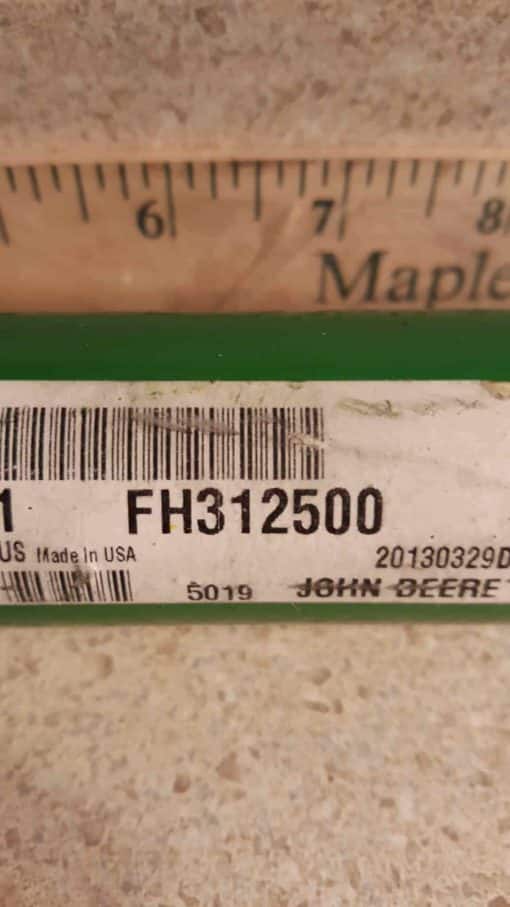 6 7 8
Maple
1 FH312500
US Made In USA
20130329D
5019 JOHN DEERE